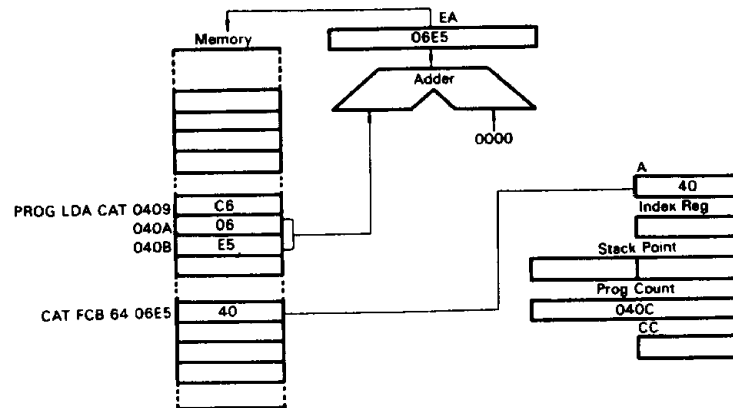 EA
Memory
06E5
Adder
0000
A
40
PROG LDA CAT 0409 C6
Index Reg
040A 06
040B E5
Stack Point
Prog Count
CAT FCB 64 06E5 40
040C
CC